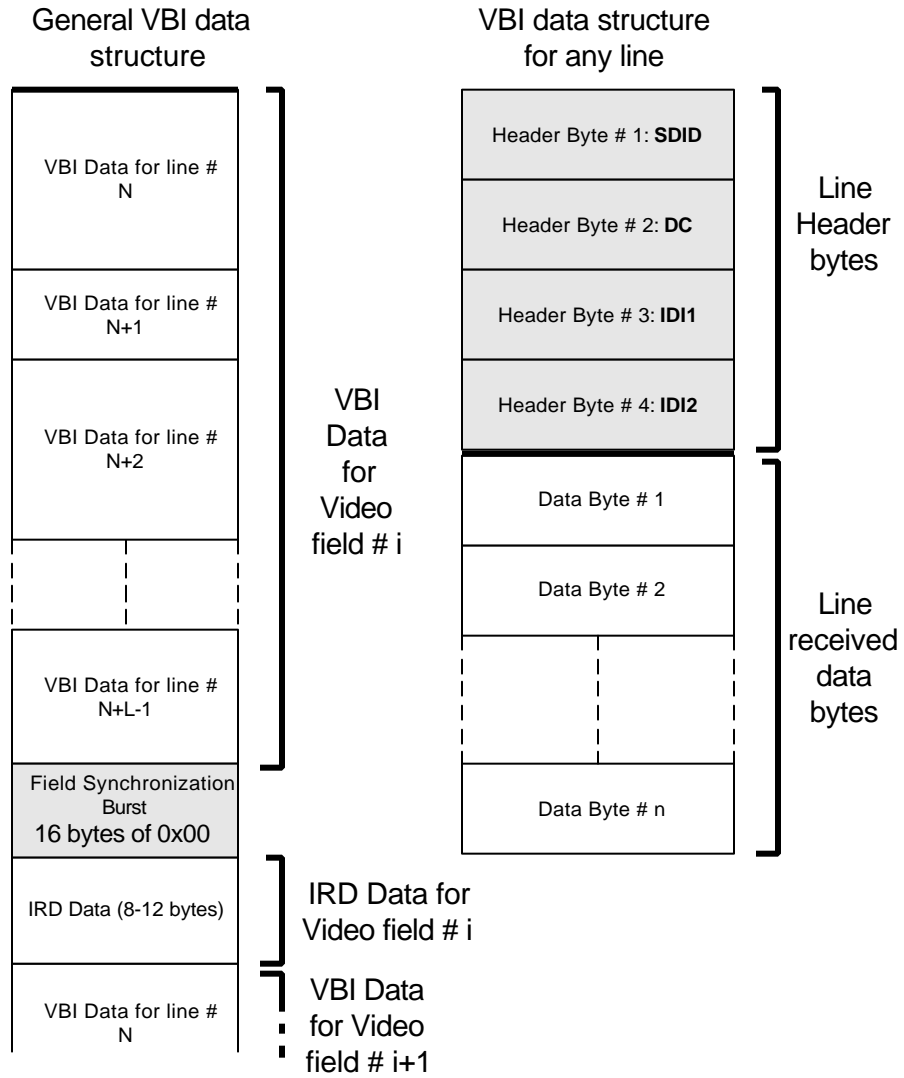 General VBI data
structure
VBI Data for line #
N
VBI Data for line #
N+1
VBI Data for line #
N+2
VBI Data for line #
N+L-1
Field Synchronization
Burst
16 bytes of 0x00
IRD Data (8-12 bytes)
VBI Data for line #
N
VBI
Data
for
Video
field # i
IRD Data for
Video field # i
VBI Data
for Video
field # i+1
VBI data structure
for any line
Header Byte # 1: SDID
Header Byte # 2: DC
Header Byte # 3: IDI1
Header Byte # 4: IDI2
Data Byte # 1
Data Byte # 2
Data Byte # n
Line
Header
bytes
Line
received
data
bytes